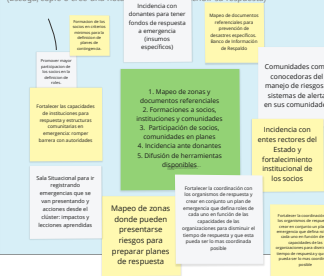 Incidencia con
donantes para tener
fondos de respuesta
a emergencia
(insumos
específicos)
Formacion de los
socios en criterios
minimos para la
definicion de
planes de
contingencia
Mapeo de documentos
referenciales para
prevención de
desastres específicos.
Banco de Información
de Respaldo
Promover mayor
participacion de
los socios en la
definicion de
roles.
Comunidades com
conocedoras del
manejo de riesgos
sistemas de alerta
en sus comunidade
1. Mapeo de zonas y
documentos referenciales
2. Formaciones a socios,
instituciones y comunidades
3. Participación de socios,
comunidades en planes
4. Incidencia ante donantes
5. Difusión de herramientas
disponibles
Fortalecer las capacidades
de instituciones para
respuesta y estructuras
comunitarias en
emergencia: romper
barrera con autoridades
Incidencia con
entes rectores del
Estado y
fortalecimiento
institucional de
los socios
Sala Situacional para ir
registrando
emergencias que se
van presentando y
acciones desde el
clúster: impactos y
lecciones aprendidas
Fortalecer la coordinación con
los organismos de respuesta y
crear en conjunto un plan de
emergencia que defina roles de
cada uno en función de las
capacidades de las
organizaciones para disminuir el
tiempo de respuesta y que esta
pueda ser lo mas coordinada
posible
Mapeo de zonas
donde pueden
presentarse
riesgos para
preparar planes
de respuesta